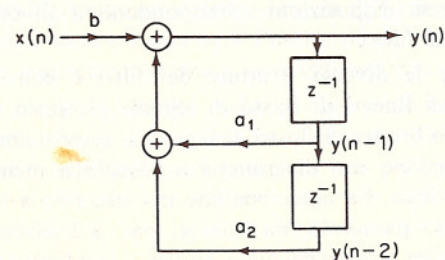 b
x(n) + y(n)
z⁻¹
a₁
+ y(n-1)
z⁻¹
a₂
y(n-2)